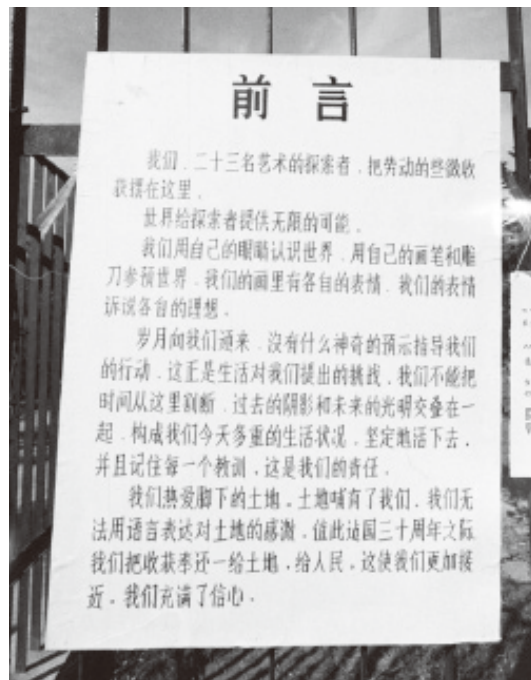 前言
我们，二十三名艺术的探索者，把劳动的些微收
获摆在这里。
世界给探索者提供无限的可能。
我们用自己的眼睛认识世界，用自己的画笔和雕
刀参预世界，我们的画里有各自的表情，我们的表情
诉说各自的理想。
岁月向我们逼来，没有什么神奇的预示指导我们
的行动，这正是生活对我们提出的挑战，我们不能把
时间从这里割断，过去的阴影和未来的光明交叠在一
起，构成我们今天多重的生活状况，坚定地活下去，
并且记住每一个教训，这是我们的责任。
我们热爱脚下的土地。土地哺育了我们，我们无
法用语言表达对土地的感激，值此建国三十周年之际
我们把收获奉还一给土地，给人民，这使我们更加接
近。我们充满了信心。